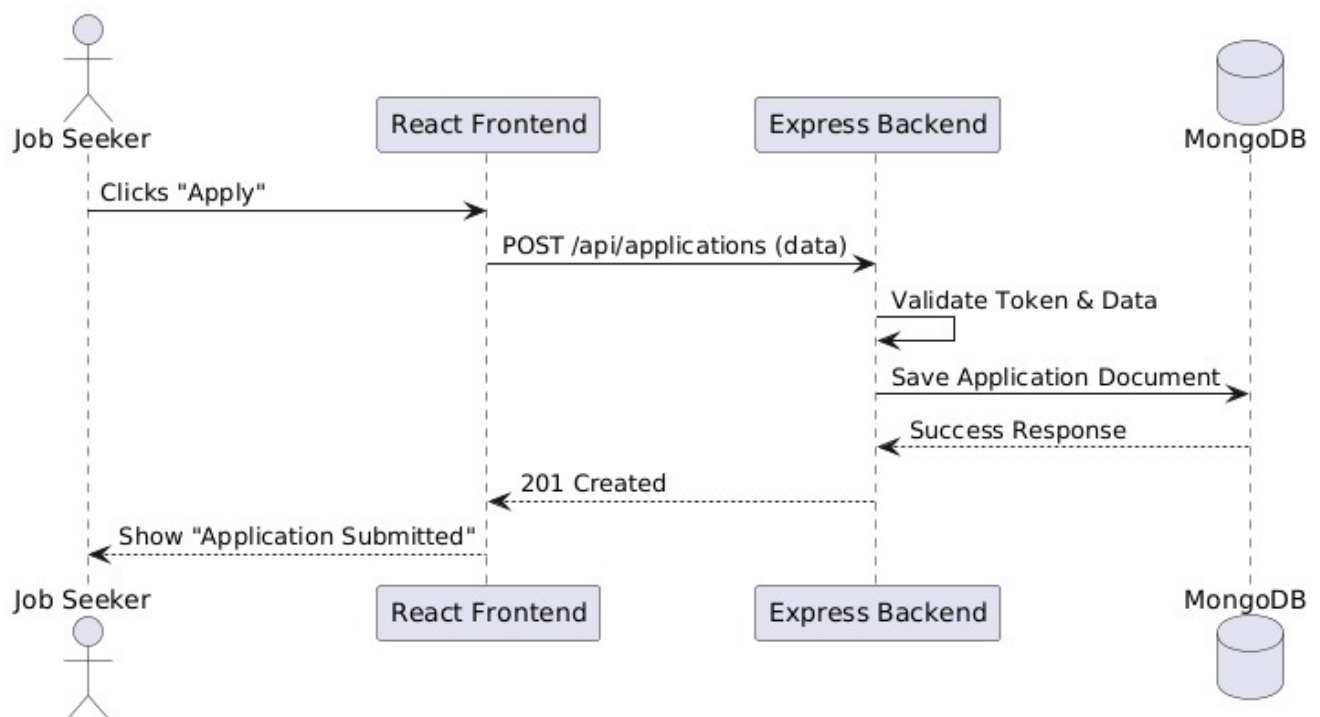 Job Seeker
React Frontend
Express Backend
MongoDB
Clicks "Apply"
POST /api/applications (data)
Validate Token & Data
Save Application Document
Success Response
201 Created
Show "Application Submitted"
Job Seeker
React Frontend
Express Backend
MongoDB